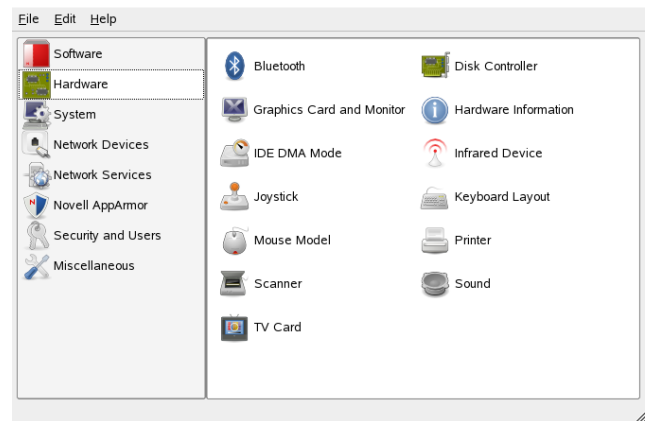 File Edit Help
Software
Hardware
System
Network Devices
Network Services
Novell AppArmor
Security and Users
Miscellaneous
Bluetooth Disk Controller
Graphics Card and Monitor Hardware Information
IDE DMA Mode Infrared Device
Joystick Keyboard Layout
Mouse Model Printer
Scanner Sound
TV Card